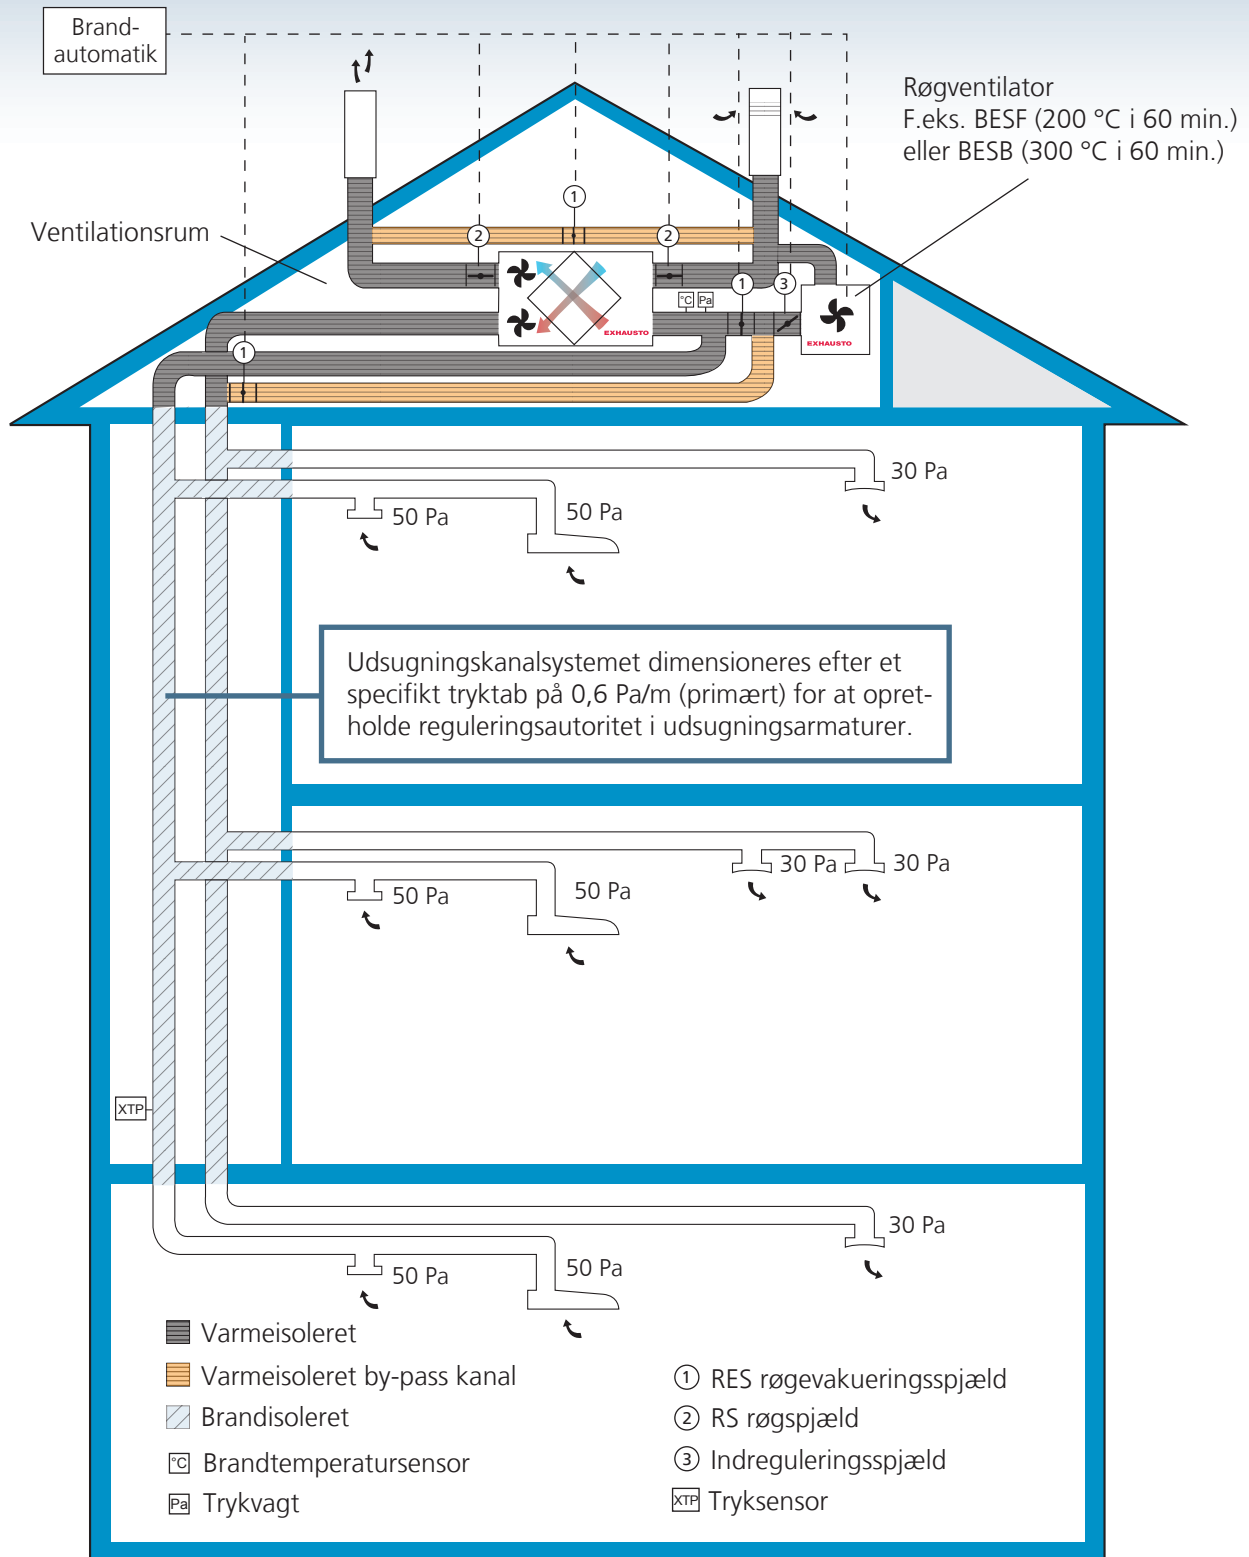 Brand-
automatik
Røgventilator
F.eks. BESF (200 °C i 60 min.)
eller BESB (300 °C i 60 min.)
Ventilationsrum
1
2
2
1
3
°C
Pa
EXHAUSTO
EXHAUSTO
1
30 Pa
50 Pa
50 Pa
Udsugningskanalsystemet dimensioneres efter et
specifikt tryktab på 0,6 Pa/m (primært) for at opret-
holde reguleringsautoritet i udsugningsarmaturer.
30 Pa
30 Pa
50 Pa
50 Pa
XTP
30 Pa
50 Pa
50 Pa
Varmeisoleret
Varmeisoleret by-pass kanal
Brandisoleret
°C Brandtemperatursensor
Pa Trykvagt
1 RES røgevakueringsspjæld
2 RS røgspjæld
3 Indreguleringsspjæld
XTP Tryksensor